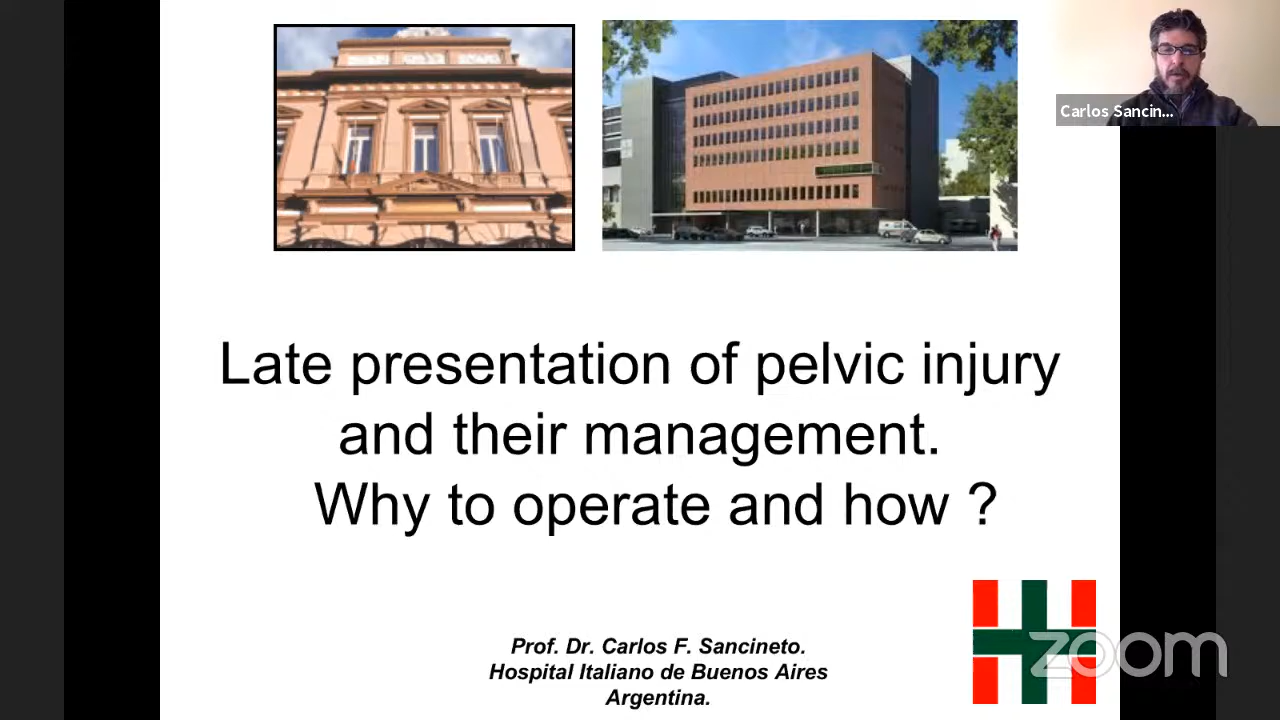 Carlos Sancin...
Late presentation of pelvic injury
and their management.
Why to operate and how ?
Prof. Dr. Carlos F. Sancineto.
Hospital Italiano de Buenos Aires
Argentina.
zoom